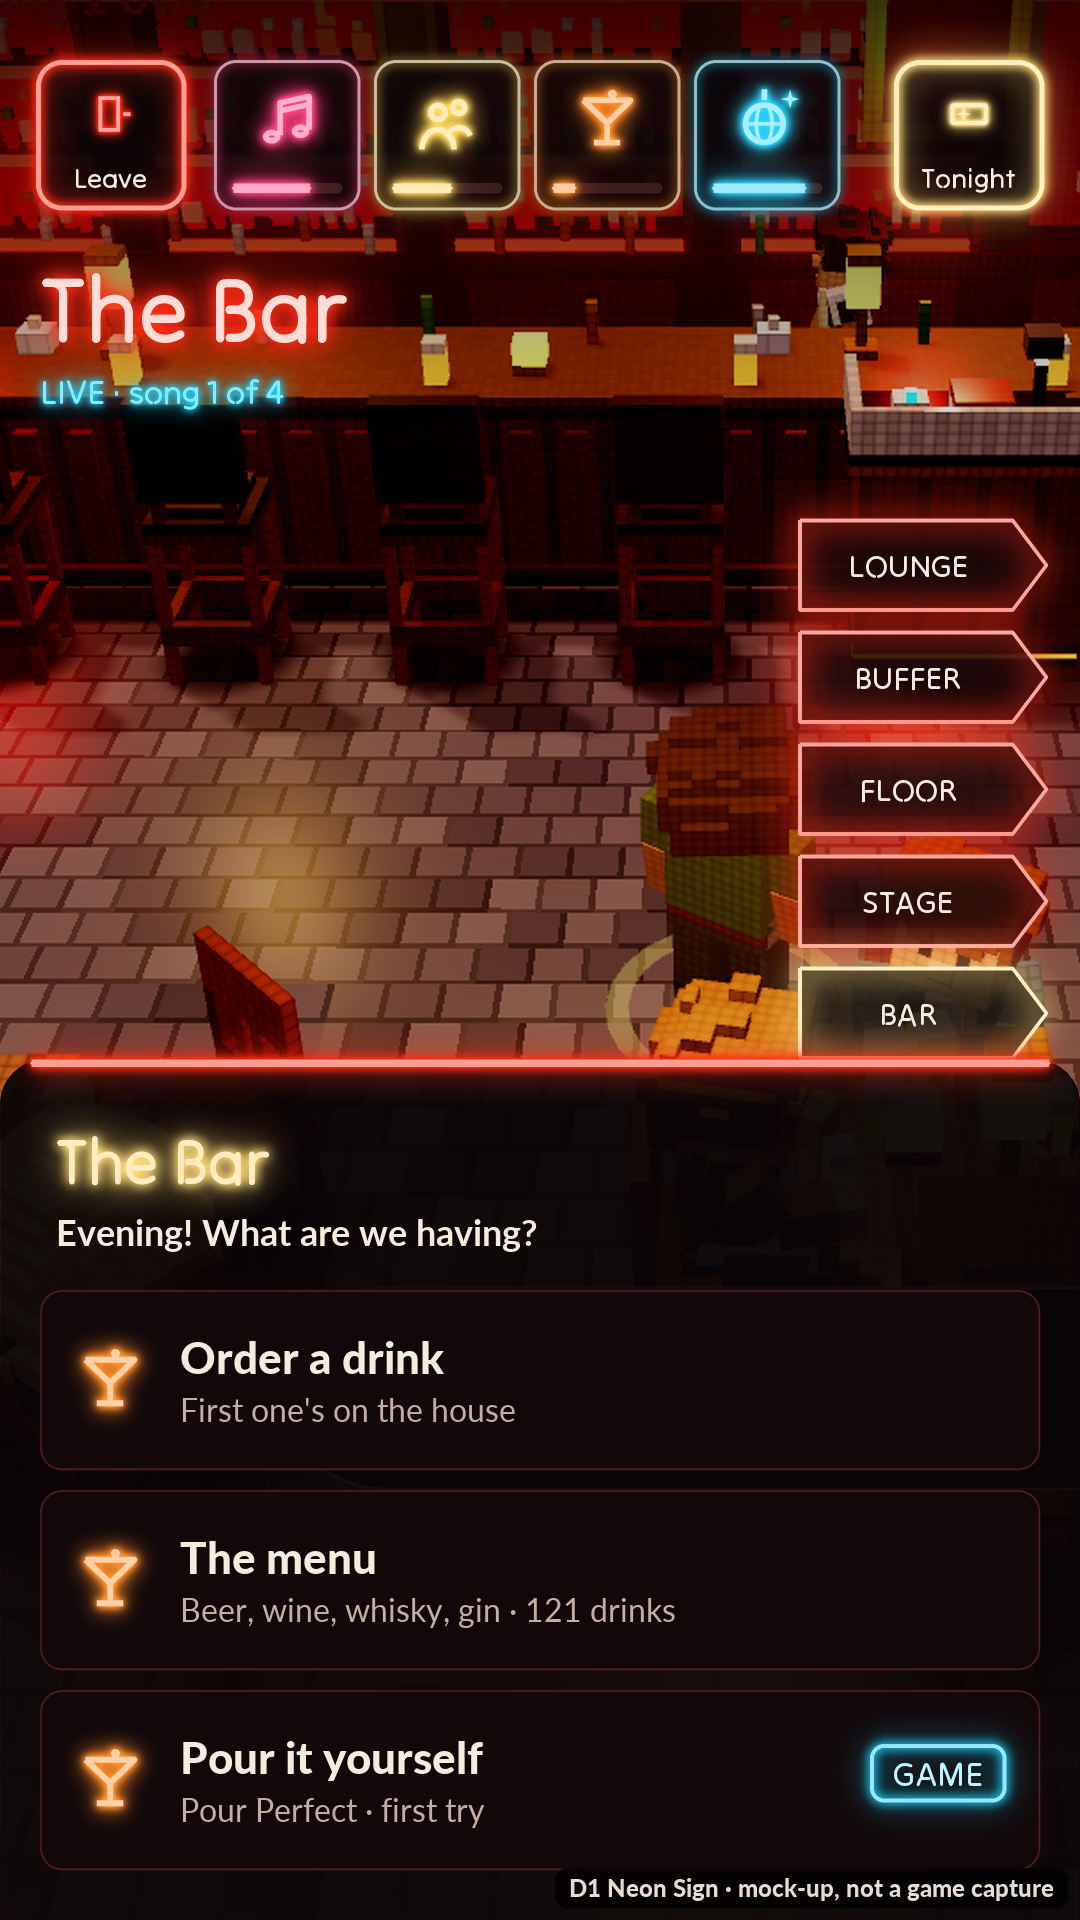 Leave
Tonight
The Bar
LIVE · song 1 of 4
LOUNGE
BUFFER
FLOOR
STAGE
BAR
The Bar
Evening! What are we having?
Order a drink
First one's on the house
The menu
Beer, wine, whisky, gin · 121 drinks
Pour it yourself
Pour Perfect · first try
GAME
D1 Neon Sign · mock-up, not a game capture